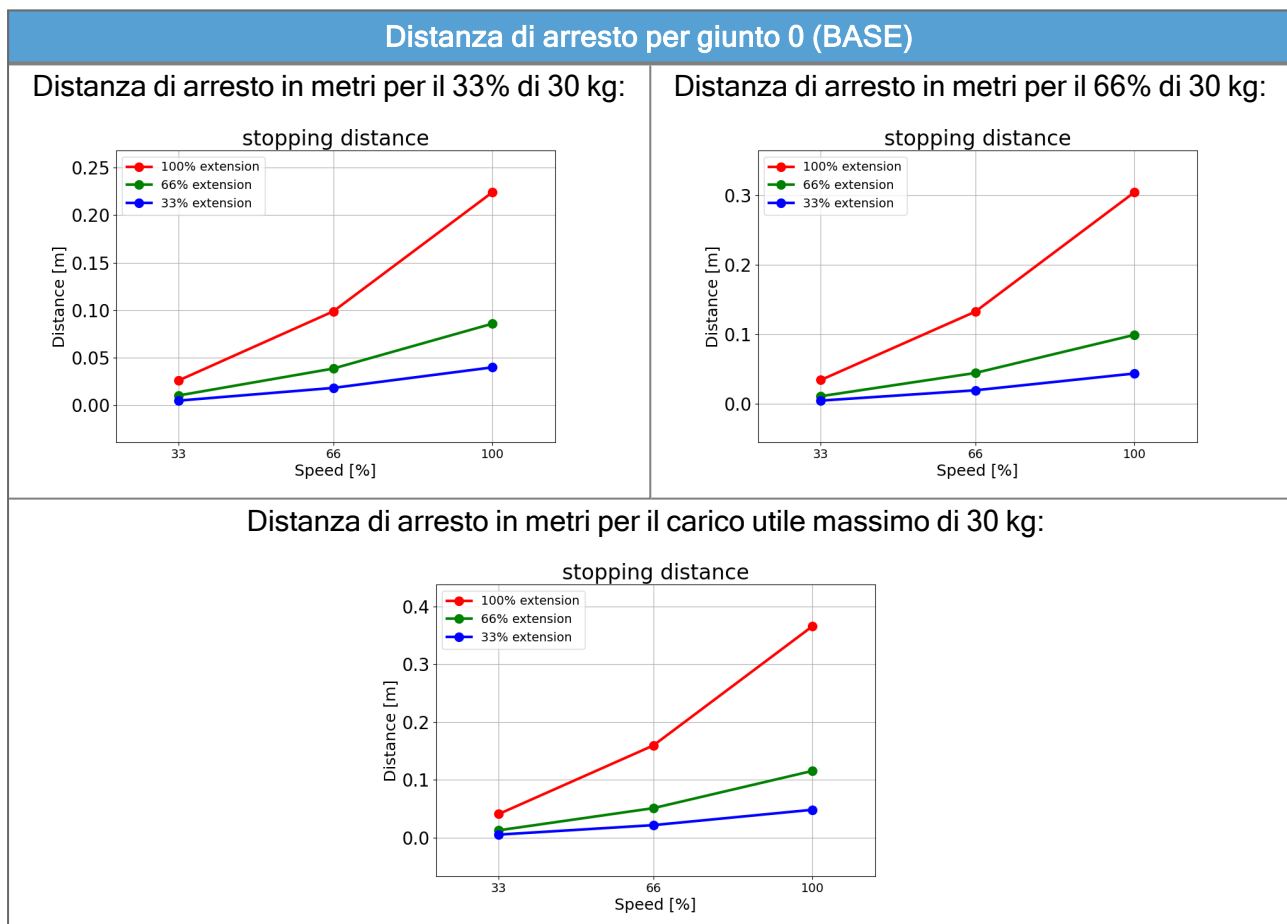 Distanza di arresto per giunto 0 (BASE)
Distanza di arresto in metri per il 33% di 30 kg:
stopping distance
100% extension
66% extension
33% extension
0.25
0.20
0.15
0.10
0.05
0.00
Distance [m]
33
66
100
Speed [%]
Distanza di arresto in metri per il 66% di 30 kg:
stopping distance
100% extension
66% extension
33% extension
0.3
0.2
0.1
0.0
Distance [m]
33
66
100
Speed [%]
Distanza di arresto in metri per il carico utile massimo di 30 kg:
stopping distance
100% extension
66% extension
33% extension
0.4
0.3
0.2
0.1
0.0
Distance [m]
33
66
100
Speed [%]